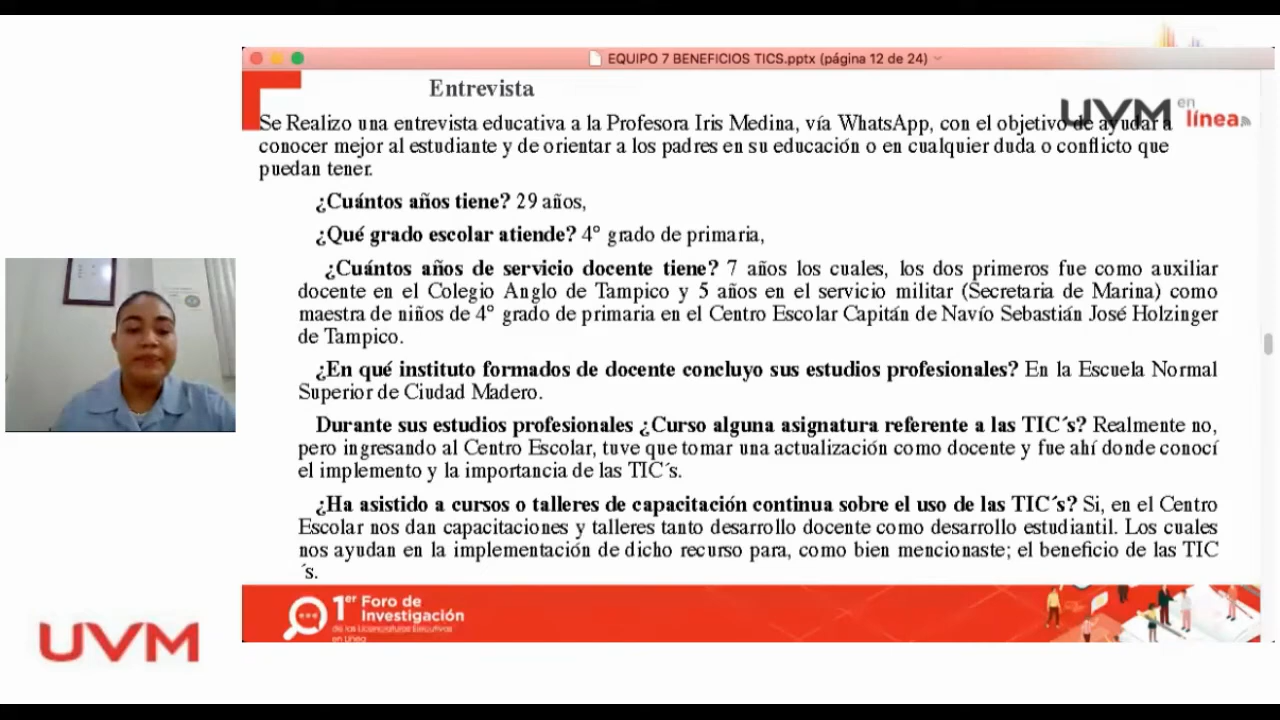 EQUIPO 7 BENEFICIOS TICS.pptx (página 12 de 24)
Entrevista
UVM en línea
Se Realizo una entrevista educativa a la Profesora Iris Medina, vía WhatsApp, con el objetivo de ayudar a
conocer mejor al estudiante y de orientar a los padres en su educación o en cualquier duda o conflicto que
puedan tener.
¿Cuántos años tiene? 29 años,
¿Qué grado escolar atiende? 4° grado de primaria,
¿Cuántos años de servicio docente tiene? 7 años los cuales, los dos primeros fue como auxiliar
docente en el Colegio Anglo de Tampico y 5 años en el servicio militar (Secretaria de Marina) como
maestra de niños de 4° grado de primaria en el Centro Escolar Capitán de Navío Sebastián José Holzinger
de Tampico.
¿En qué instituto formados de docente concluyo sus estudios profesionales? En la Escuela Normal
Superior de Ciudad Madero.
Durante sus estudios profesionales ¿Curso alguna asignatura referente a las TIC´s? Realmente no,
pero ingresando al Centro Escolar, tuve que tomar una actualización como docente y fue ahí donde conocí
el implemento y la importancia de las TIC´s.
¿Ha asistido a cursos o talleres de capacitación continua sobre el uso de las TIC´s? Si, en el Centro
Escolar nos dan capacitaciones y talleres tanto desarrollo docente como desarrollo estudiantil. Los cuales
nos ayudan en la implementación de dicho recurso para, como bien mencionaste; el beneficio de las TIC
´s.
1er Foro de
Investigación
de las Licenciaturas Ejecutivas
en Línea
UVM